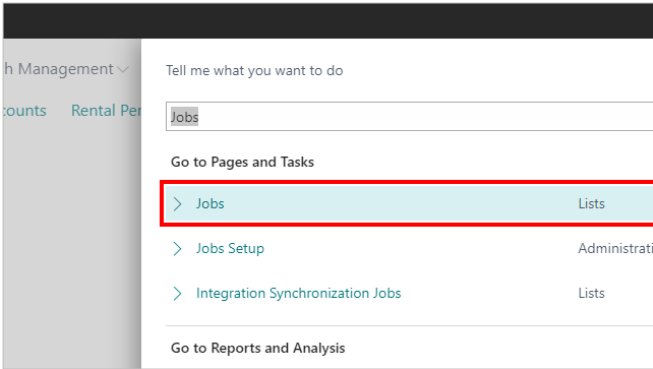 h Management
Tell me what you want to do
counts Rental Per
Jobs
Go to Pages and Tasks
Jobs Lists
Jobs Setup Administrati
Integration Synchronization Jobs Lists
Go to Reports and Analysis